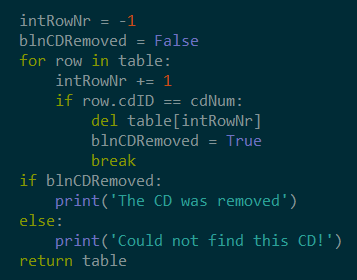 intRowNr = -1
blnCDRemoved = False
for row in table:
    intRowNr += 1
    if row.cdID == cdNum:
        del table[intRowNr]
        blnCDRemoved = True
        break
if blnCDRemoved:
    print('The CD was removed')
else:
    print('Could not find this CD!')
return table